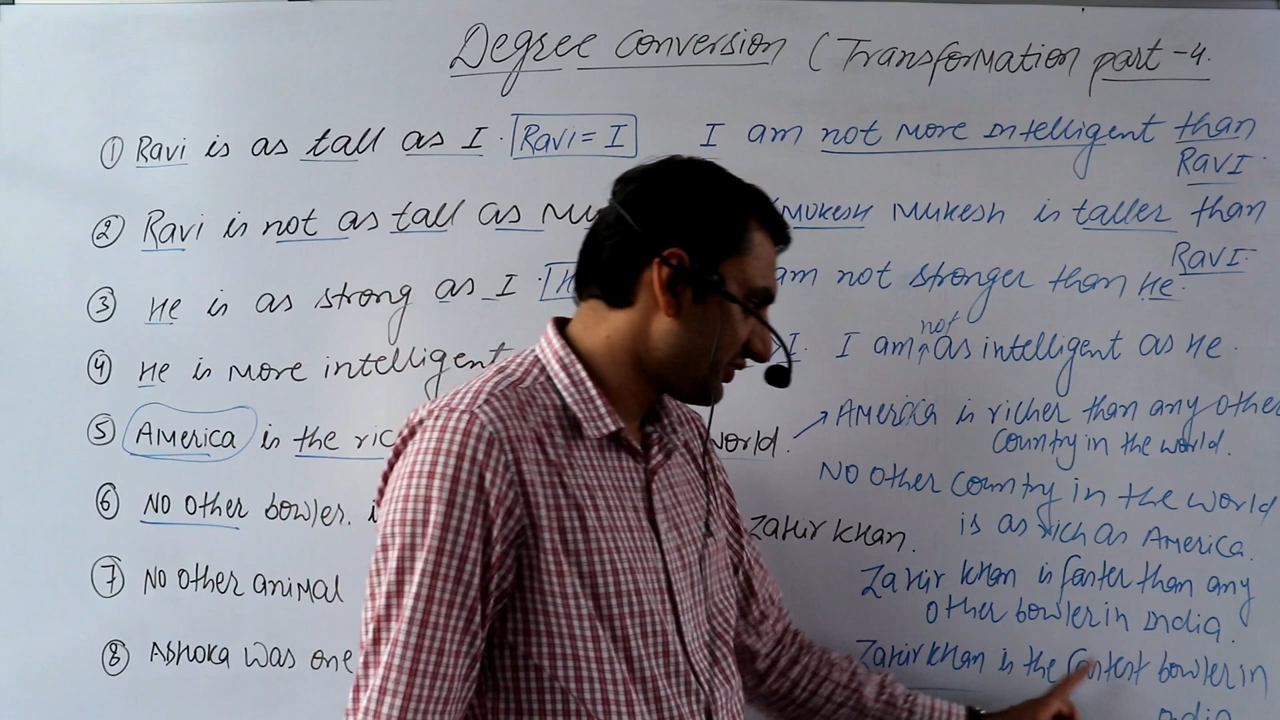 Degree Conversion (Transformation part-4.
① Ravi is as tall as I. Ravi = I I am not more intelligent than
Ravi.
② Ravi is not as tall as Mukesh Mukesh is taller than
Ravi.
③ He is as strong as I. am not stronger than He.
④ He is more intelligent I. I am not as intelligent as He.
⑤ America is the world. → America is richer than any other
Country in the world.
No other Country in the world
is as rich as America.
⑥ No other bowler. Zahir Khan.
Zahir Khan is faster than any
other bowler in India.
⑦ No other animal
⑧ Ashoka was one Zahir Khan is the fastest bowler in
India